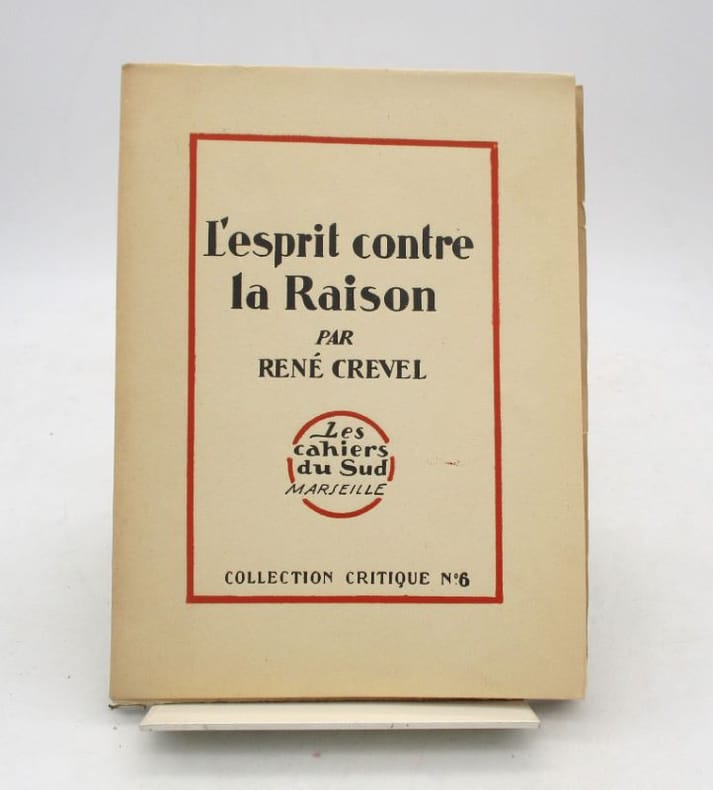 L'esprit contre
la Raison
PAR
RENÉ CREVEL
Les
cahiers
du Sud
MARSEILLE
COLLECTION CRITIQUE N°6